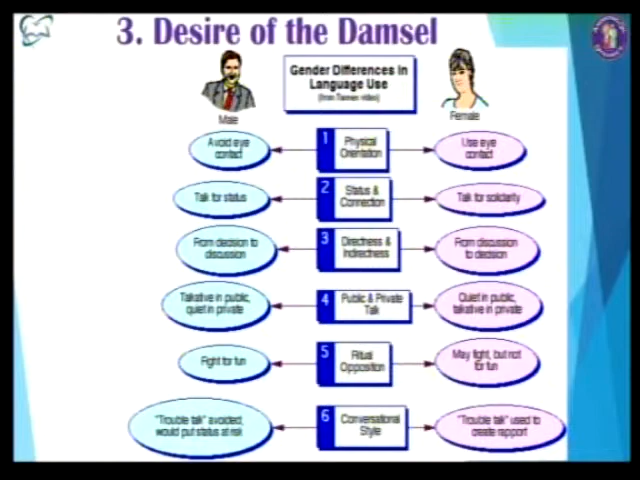 3. Desire of the Damsel
Gender Differences In
Language Use
(from Tannen video)
Male
Female
Avoid eye
contact
1 Physical
Orientation
Use eye
contact
Talk for status
2 Status &
Connection
Talk for solidarity
From decision to
discussion
3 Directness &
Indirectness
From discussion
to decision
Talkative in public,
quiet in private
4 Public & Private
Talk
Quiet in public,
talkative in private
Fight for fun
5 Ritual
Opposition
May fight, but not
for fun
"Trouble talk" avoided,
would put status at risk
6 Conversational
Style
"Trouble talk" used to
create rapport